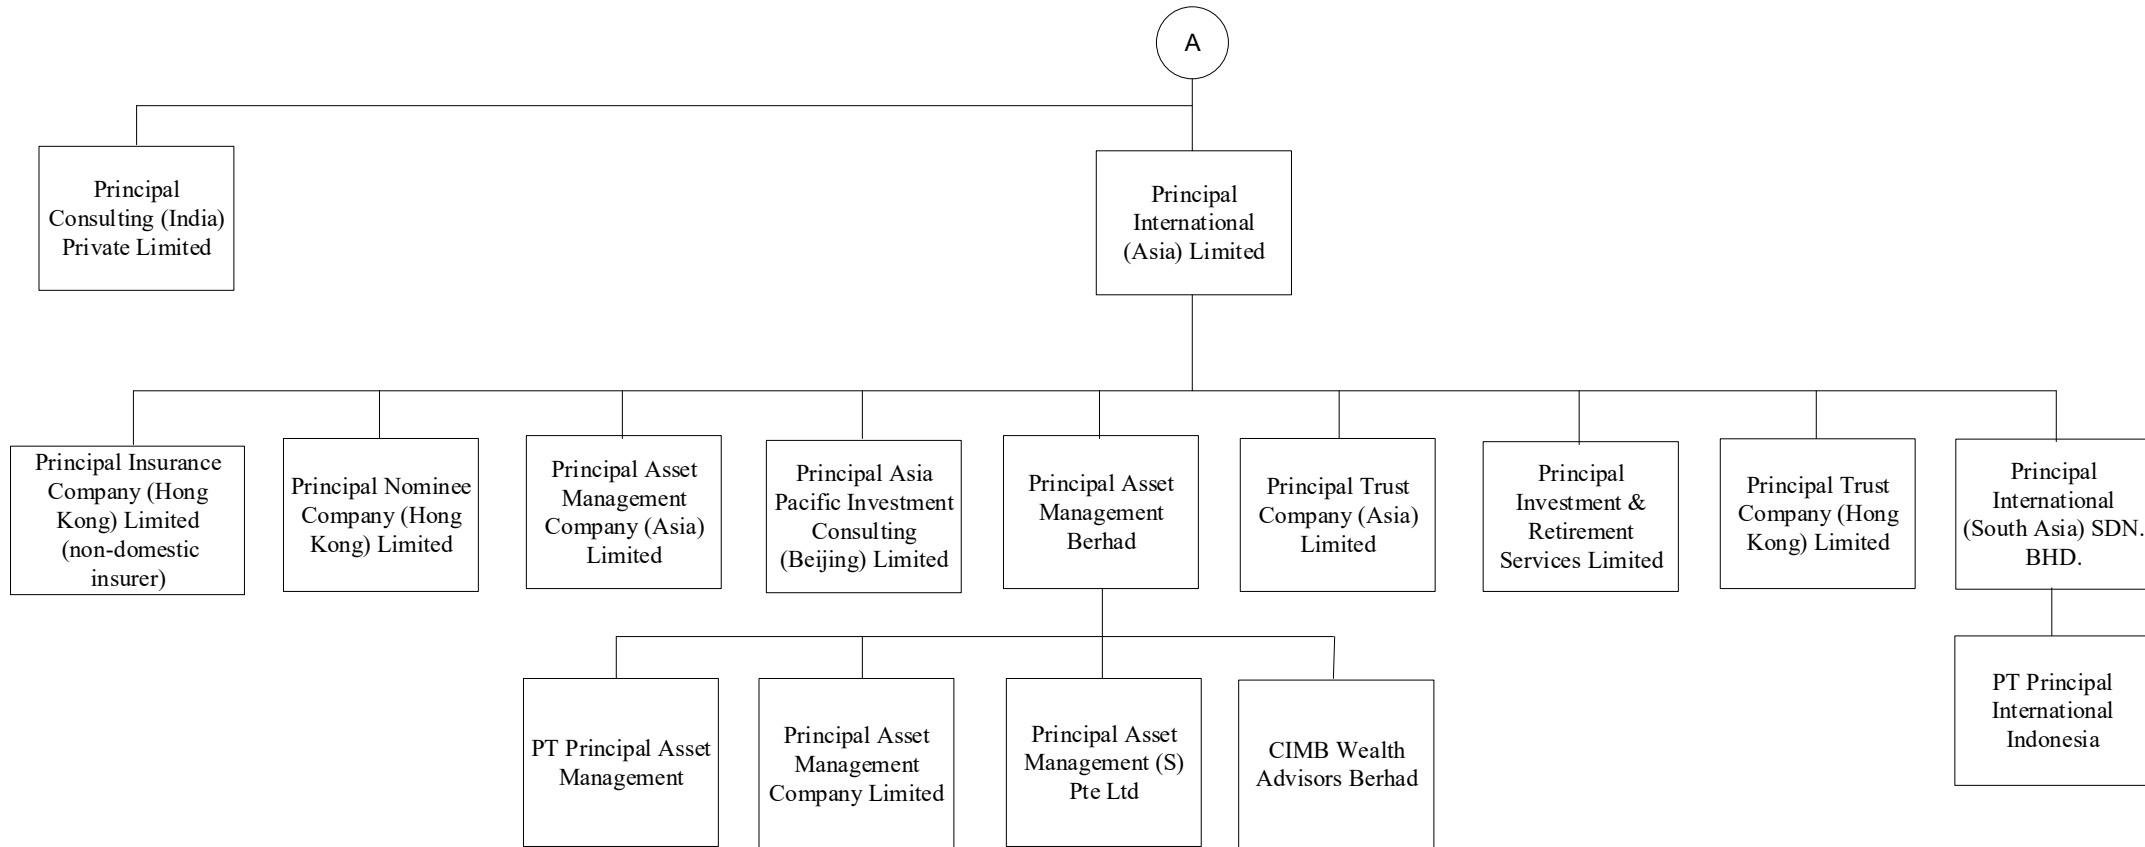 A
Principal
Consulting (India)
Private Limited
Principal
International
(Asia) Limited
Principal Insurance
Company (Hong
Kong) Limited
(non-domestic
insurer)
Principal Nominee
Company (Hong
Kong) Limited
Principal Asset
Management
Company (Asia)
Limited
Principal Asia
Pacific Investment
Consulting
(Beijing) Limited
Principal Asset
Management
Berhad
Principal Trust
Company (Asia)
Limited
Principal
Investment &
Retirement
Services Limited
Principal Trust
Company (Hong
Kong) Limited
Principal
International
(South Asia) SDN.
BHD.
PT Principal Asset
Management
Principal Asset
Management
Company Limited
Principal Asset
Management (S)
Pte Ltd
CIMB Wealth
Advisors Berhad
PT Principal
International
Indonesia